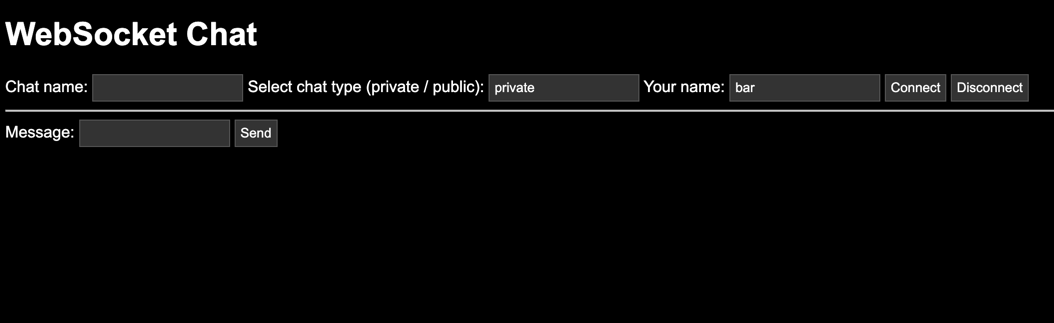 WebSocket Chat
Chat name: Select chat type (private / public): private Your name: bar Connect Disconnect
Message: Send